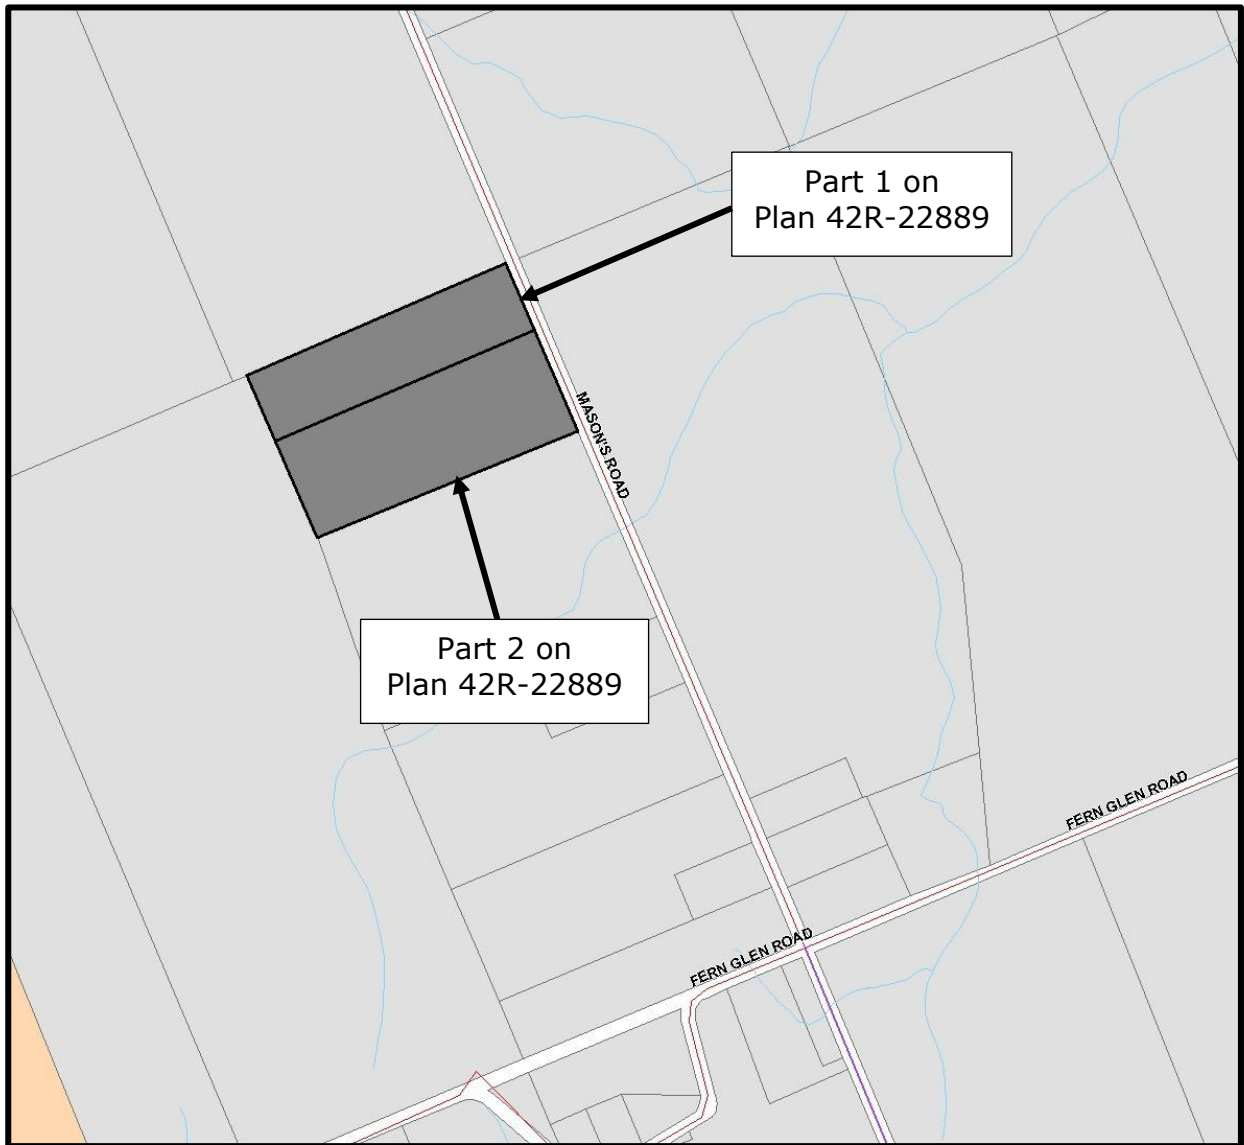 Part 1 on
Plan 42R-22889
MASON'S ROAD
Part 2 on
Plan 42R-22889
FERN GLEN ROAD
FERN GLEN ROAD